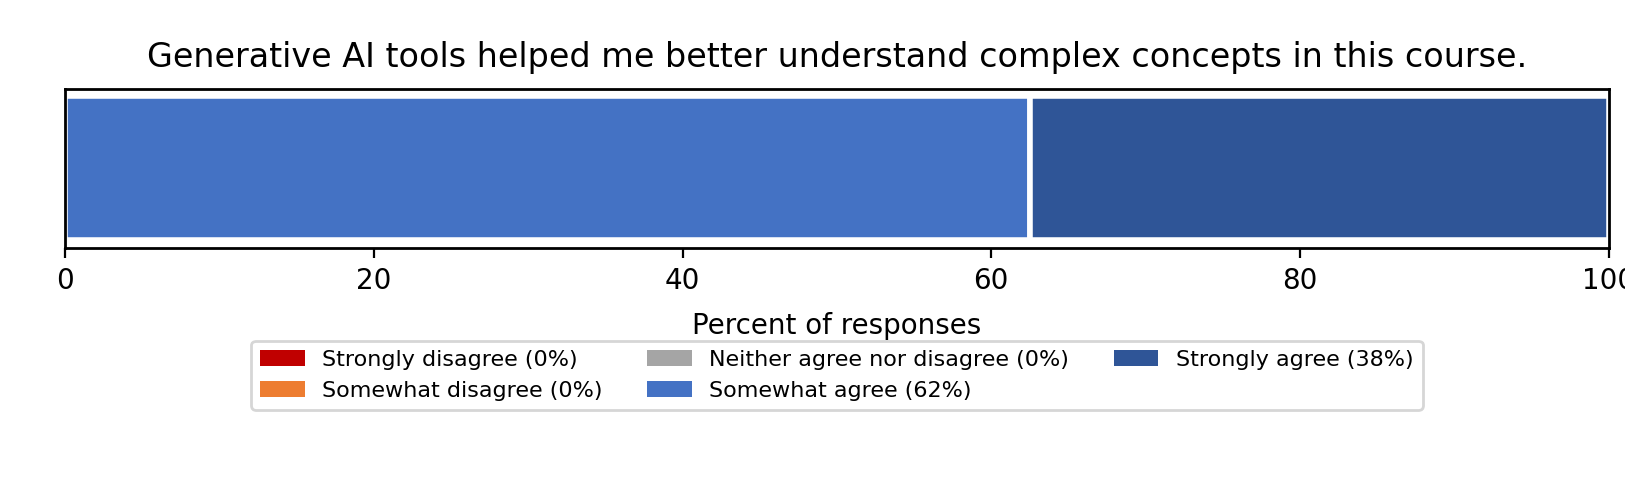 Generative AI tools helped me better understand complex concepts in this course.
0 20 40 60 80 100
Percent of responses
Strongly disagree (0%) Neither agree nor disagree (0%) Strongly agree (38%)
Somewhat disagree (0%) Somewhat agree (62%)